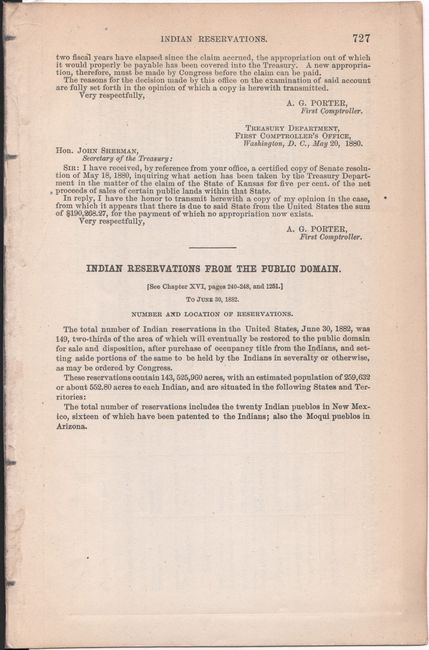 INDIAN RESERVATIONS. 727
two fiscal years have elapsed since the claim accrued, the appropriation out of which
it would properly be payable has been covered into the Treasury. A new appropria-
tion, therefore, must be made by Congress before the claim can be paid.
The reasons for the decision made by this office on the examination of said account
are fully set forth in the opinion of which a copy is herewith transmitted.
Very respectfully,
A. G. PORTER,
First Comptroller.
TREASURY DEPARTMENT,
FIRST COMPTROLLER'S OFFICE,
Washington, D. C., May 20, 1880.
Hon. JOHN SHERMAN,
Secretary of the Treasury:
SIR: I have received, by reference from your office, a certified copy of Senate resolu-
tion of May 18, 1880, inquiring what action has been taken by the Treasury Depart-
ment in the matter of the claim of the State of Kansas for five per cent. of the net
proceeds of sales of certain public lands within that State.
In reply, I have the honor to transmit herewith a copy of my opinion in the case,
from which it appears that there is due to said State from the United States the sum
of $190,268.27, for the payment of which no appropriation now exists.
Very respectfully,
A. G. PORTER,
First Comptroller.
INDIAN RESERVATIONS FROM THE PUBLIC DOMAIN.
[See Chapter XVI, pages 240-248, and 1251.]
TO JUNE 30, 1882.
NUMBER AND LOCATION OF RESERVATIONS.
The total number of Indian reservations in the United States, June 30, 1882, was
149, two-thirds of the area of which will eventually be restored to the public domain
for sale and disposition, after purchase of occupancy title from the Indians, and set-
ting aside portions of the same to be held by the Indians in severalty or otherwise,
as may be ordered by Congress.
These reservations contain 143,525,960 acres, with an estimated population of 259,632
or about 552.80 acres to each Indian, and are situated in the following States and Ter-
ritories:
The total number of reservations includes the twenty Indian pueblos in New Mex-
ico, sixteen of which have been patented to the Indians; also the Moqui pueblos in
Arizona.